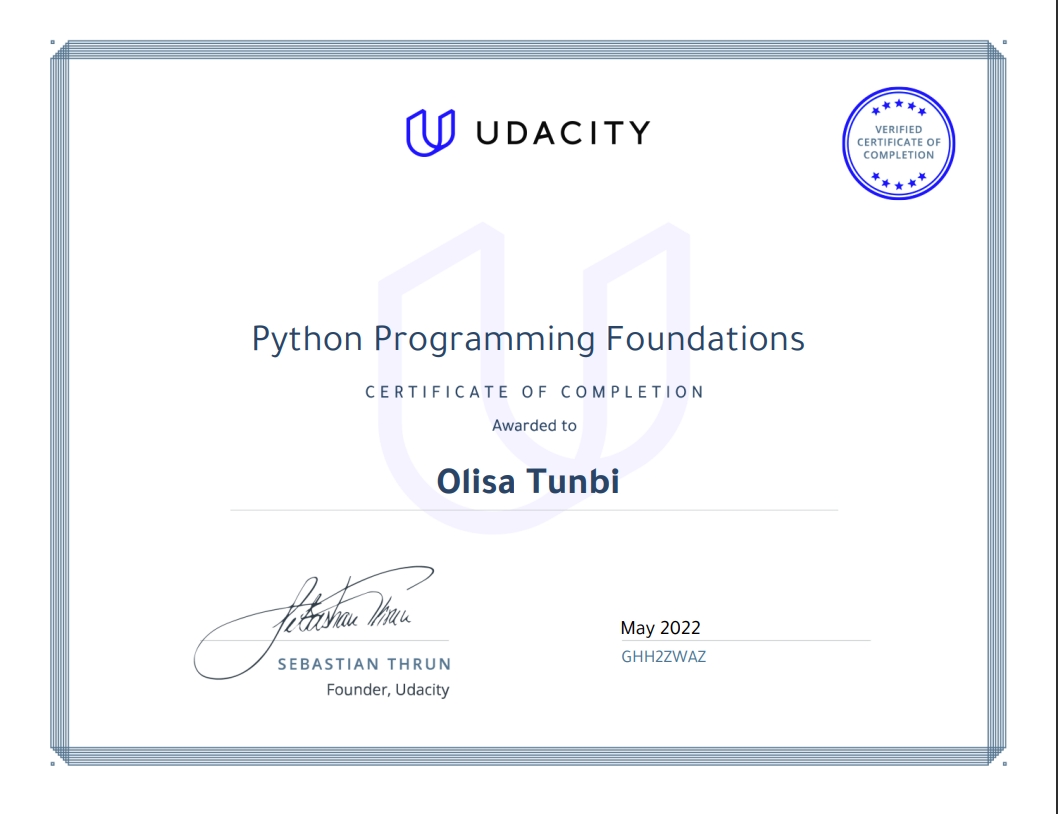 UDACITY
VERIFIED
CERTIFICATE OF
COMPLETION
Python Programming Foundations
CERTIFICATE OF COMPLETION
Awarded to
Olisa Tunbi
Sebastian Thrun
SEBASTIAN THRUN
Founder, Udacity
May 2022
GHH2ZWAZ